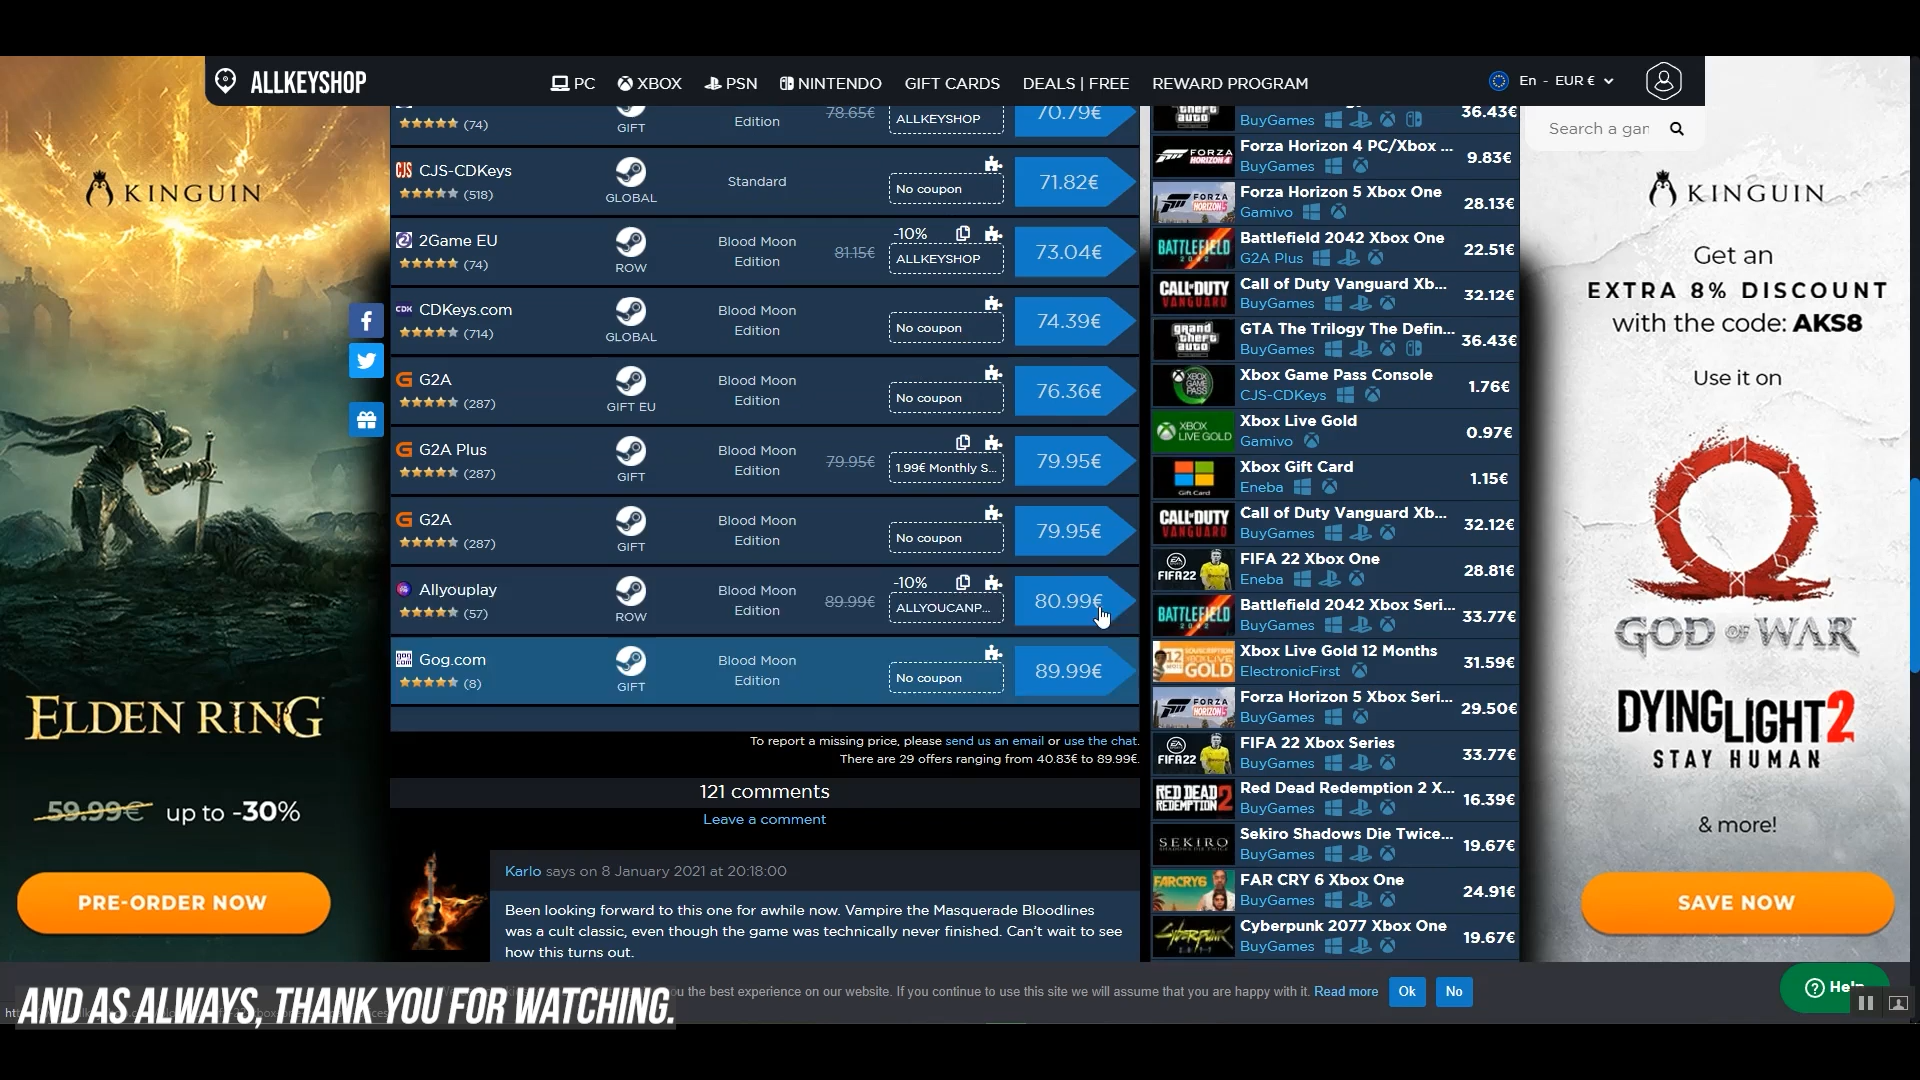 ALLKEYSHOP
PC
XBOX
PSN
NINTENDO
GIFT CARDS
DEALS | FREE
REWARD PROGRAM
En - EUR €
Search a gar
KINGUIN
ELDEN RING
59.99€ up to -30%
PRE-ORDER NOW
(74)
GIFT
Edition
78.65€
ALLKEYSHOP
70.79€
CJS-CDKeys
(518)
GLOBAL
Standard
No coupon
71.82€
2Game EU
(74)
ROW
Blood Moon
Edition
81.15€
-10%
ALLKEYSHOP
73.04€
CDKeys.com
(714)
GLOBAL
Blood Moon
Edition
No coupon
74.39€
G2A
(287)
GIFT EU
Blood Moon
Edition
No coupon
76.36€
G2A Plus
(287)
GIFT
Blood Moon
Edition
79.95€
1.99€ Monthly S...
79.95€
G2A
(287)
GIFT
Blood Moon
Edition
No coupon
79.95€
Allyouplay
(57)
ROW
Blood Moon
Edition
89.99€
-10%
ALLYOUCANP...
80.99€
Gog.com
(8)
GIFT
Blood Moon
Edition
No coupon
89.99€
To report a missing price, please send us an email or use the chat.
There are 29 offers ranging from 40.83€ to 89.99€.
121 comments
Leave a comment
Karlo says on 8 January 2021 at 20:18:00
Been looking forward to this one for awhile now. Vampire the Masquerade Bloodlines
was a cult classic, even though the game was technically never finished. Can't wait to see
how this turns out.
BuyGames
36.43€
Forza Horizon 4 PC/Xbox ...
BuyGames
9.83€
Forza Horizon 5 Xbox One
Gamivo
28.13€
Battlefield 2042 Xbox One
G2A Plus
22.51€
Call of Duty Vanguard Xb...
BuyGames
32.12€
GTA The Trilogy The Defin...
BuyGames
36.43€
Xbox Game Pass Console
CJS-CDKeys
1.76€
Xbox Live Gold
Gamivo
0.97€
Xbox Gift Card
Eneba
1.15€
Call of Duty Vanguard Xb...
BuyGames
32.12€
FIFA 22 Xbox One
Eneba
28.81€
Battlefield 2042 Xbox Seri...
BuyGames
33.77€
Xbox Live Gold 12 Months
ElectronicFirst
31.59€
Forza Horizon 5 Xbox Seri...
BuyGames
29.50€
FIFA 22 Xbox Series
BuyGames
33.77€
Red Dead Redemption 2 X...
BuyGames
16.39€
Sekiro Shadows Die Twice...
BuyGames
19.67€
FAR CRY 6 Xbox One
BuyGames
24.91€
Cyberpunk 2077 Xbox One
BuyGames
19.67€
KINGUIN
Get an
EXTRA 8% DISCOUNT
with the code: AKS8
Use it on
GOD OF WAR
DYING LIGHT 2
STAY HUMAN
& more!
SAVE NOW
u the best experience on our website. If you continue to use this site we will assume that you are happy with it. Read more
Ok
No
Help
AND AS ALWAYS, THANK YOU FOR WATCHING.